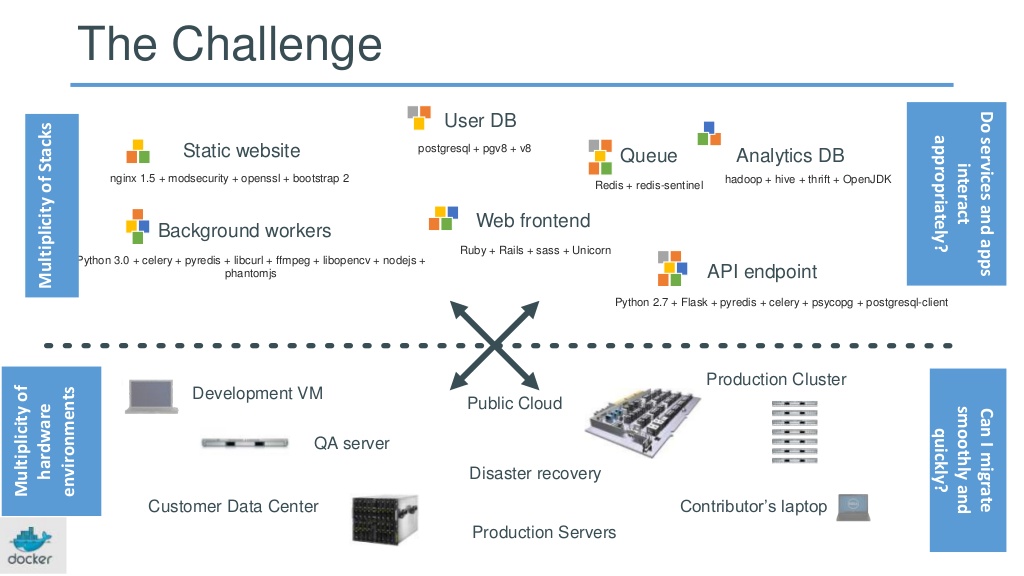 The Challenge
Multiplicity of Stacks
Static website
nginx 1.5 + modsecurity + openssl + bootstrap 2
User DB
postgresql + pgv8 + v8
Queue
Redis + redis-sentinel
Analytics DB
hadoop + hive + thrift + OpenJDK
Background workers
Python 3.0 + celery + pyredis + libcurl + ffmpeg + libopencv + nodejs +
phantomjs
Web frontend
Ruby + Rails + sass + Unicorn
API endpoint
Python 2.7 + Flask + pyredis + celery + psycopg + postgresql-client
Do services and apps
interact
appropriately?
Multiplicity of
hardware
environments
Development VM
QA server
Customer Data Center
Public Cloud
Disaster recovery
Production Servers
Production Cluster
Contributor’s laptop
Can I migrate
smoothly and
quickly?
docker